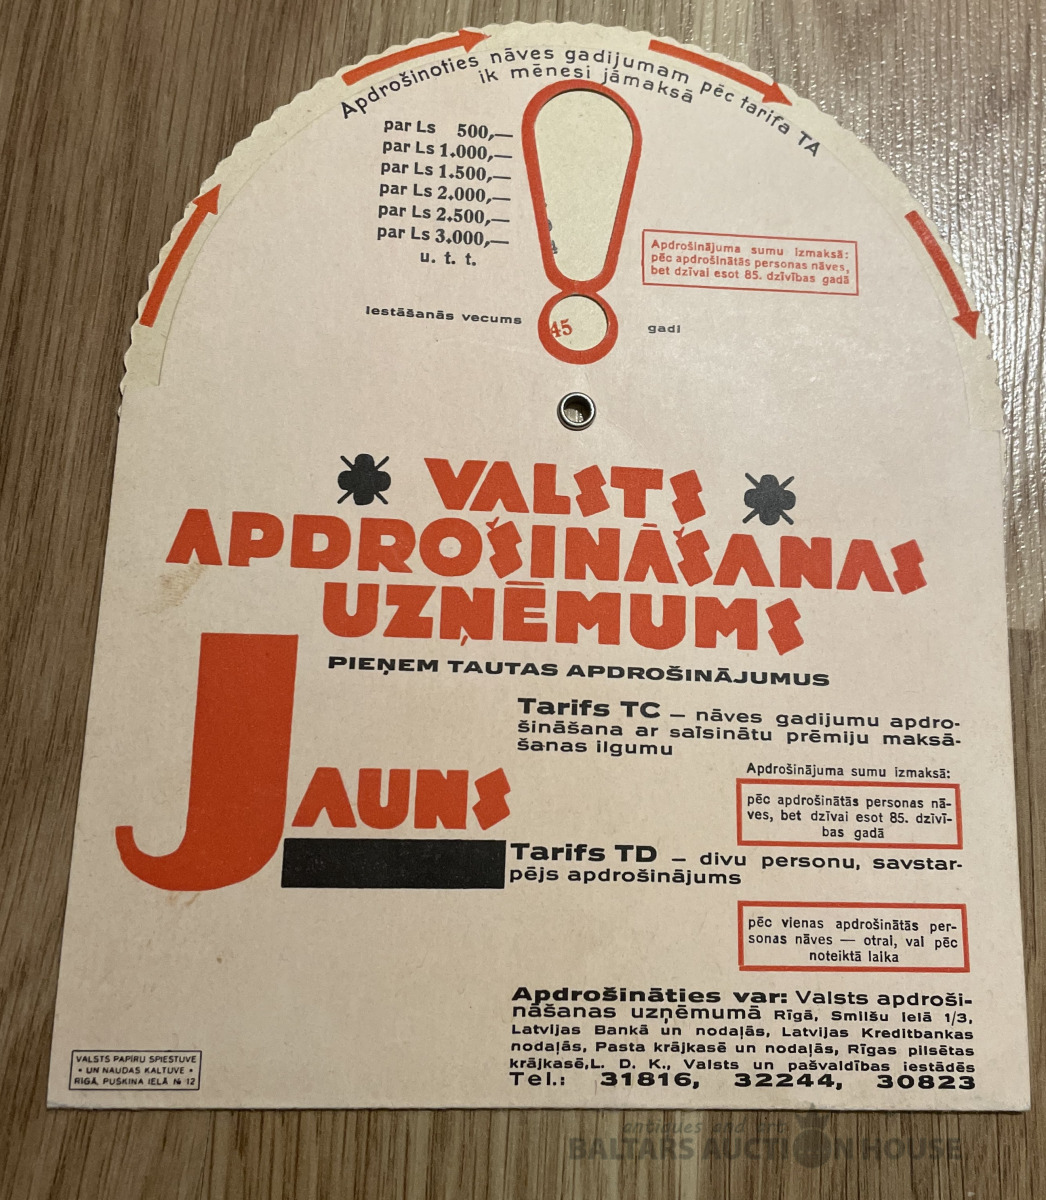 Apdrošinoties nāves gadijumam pēc tarifa TA
ik mēnesi jāmaksā
par Ls 500,—
par Ls 1.000,—
par Ls 1.500,—
par Ls 2.000,—
par Ls 2.500,—
par Ls 3.000,—
u. t. t.
Apdrošinājuma sumu izmaksā:
pēc apdrošinātās personas nāves,
bet dzīvai esot 85. dzīvības gadā
Iestāšanās vecums 45 gadi
VALSTS
APDROŠINĀŠANAS
UZŅĒMUMS
PIEŅEM TAUTAS APDROŠINĀJUMUS
JAUNS
Tarifs TC — nāves gadijumu apdro-
šināšana ar saīsinātu prēmiju maksā-
šanas ilgumu
Apdrošinājuma sumu izmaksā:
pēc apdrošinātās personas nā-
ves, bet dzīvai esot 85. dzīvī-
bas gadā
Tarifs TD — divu personu, savstar-
pējs apdrošinājums
pēc vienas apdrošinātās per-
sonas nāves — otrai, vai pēc
noteiktā laika
Apdrošināties var: Valsts apdroši-
nāšanas uzņēmumā Rīgā, Smilšu ielā 1/3,
Latvijas Bankā un nodaļās, Latvijas Kreditbankas
nodaļās, Pasta krājkasē un nodaļās, Rīgas pilsētas
krājkasē, L. D. K., Valsts un pašvaldības iestādēs
Tel.: 31816, 32244, 30823
VALSTS PAPĪRU SPIESTUVE
• UN NAUDAS KALTUVE •
RĪGĀ, PUŠKINA IELĀ № 12
antiques and art
BALTARS AUCTION HOUSE